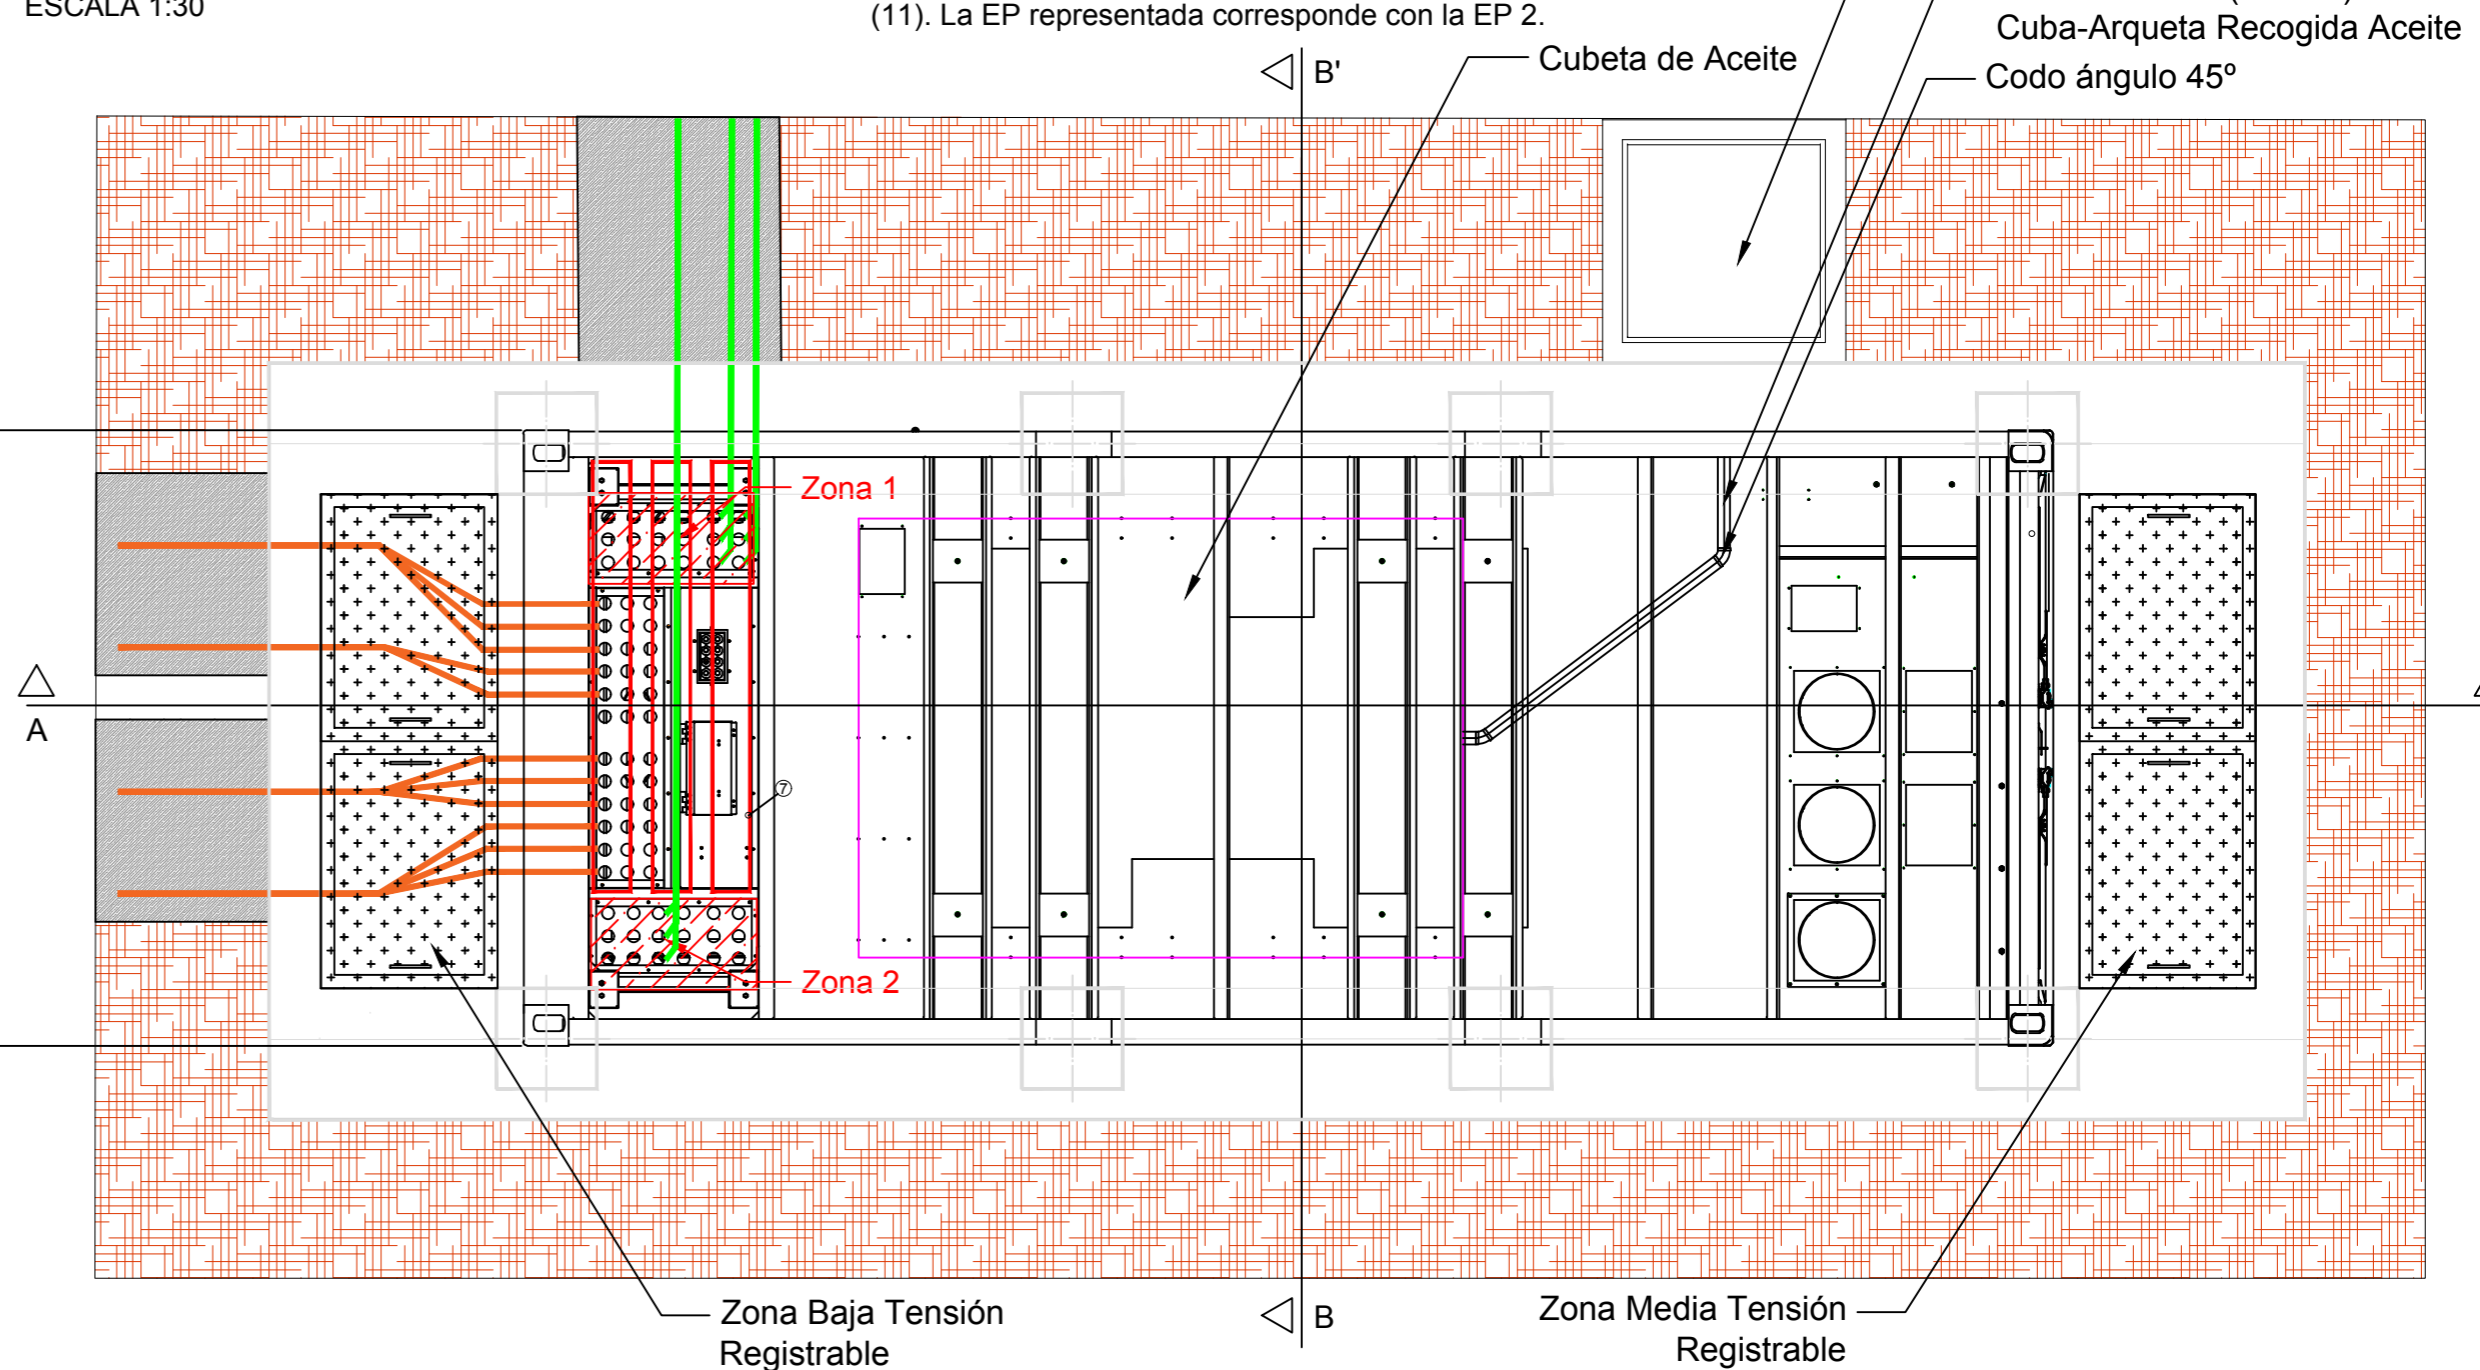 ESCALA 1:30
(11). La EP representada corresponde con la EP 2.
Cuba-Arqueta Recogida Aceite
Cubeta de Aceite
Codo ángulo 45º
B'
Zona 1
A
7
Zona 2
Zona Baja Tensión
Registrable
B
Zona Media Tensión
Registrable